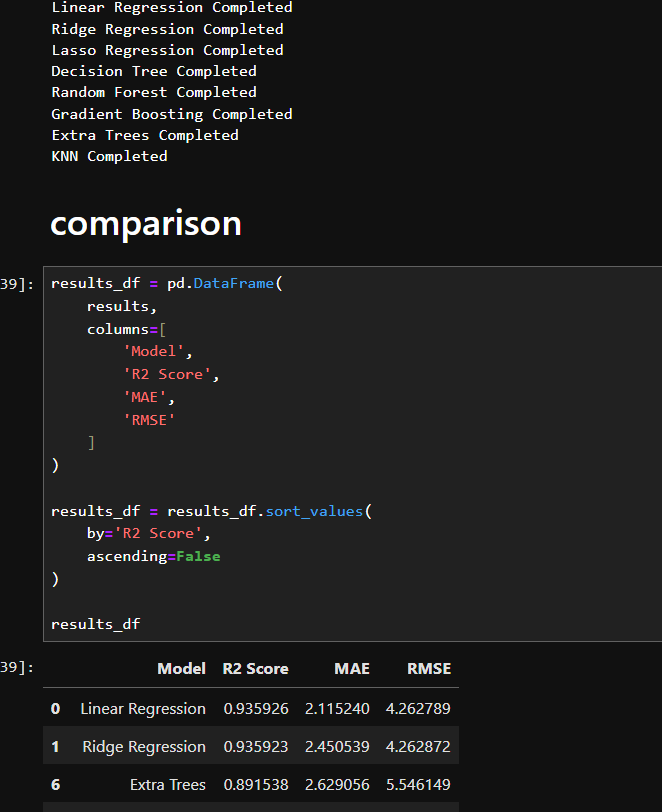 Linear Regression Completed
Ridge Regression Completed
Lasso Regression Completed
Decision Tree Completed
Random Forest Completed
Gradient Boosting Completed
Extra Trees Completed
KNN Completed
comparison
39]:
results_df = pd.DataFrame(
    results,
    columns=[
        'Model',
        'R2 Score',
        'MAE',
        'RMSE'
    ]
)
results_df = results_df.sort_values(
    by='R2 Score',
    ascending=False
)
results_df
39]:
Model R2 Score MAE RMSE
0 Linear Regression 0.935926 2.115240 4.262789
1 Ridge Regression 0.935923 2.450539 4.262872
6 Extra Trees 0.891538 2.629056 5.546149